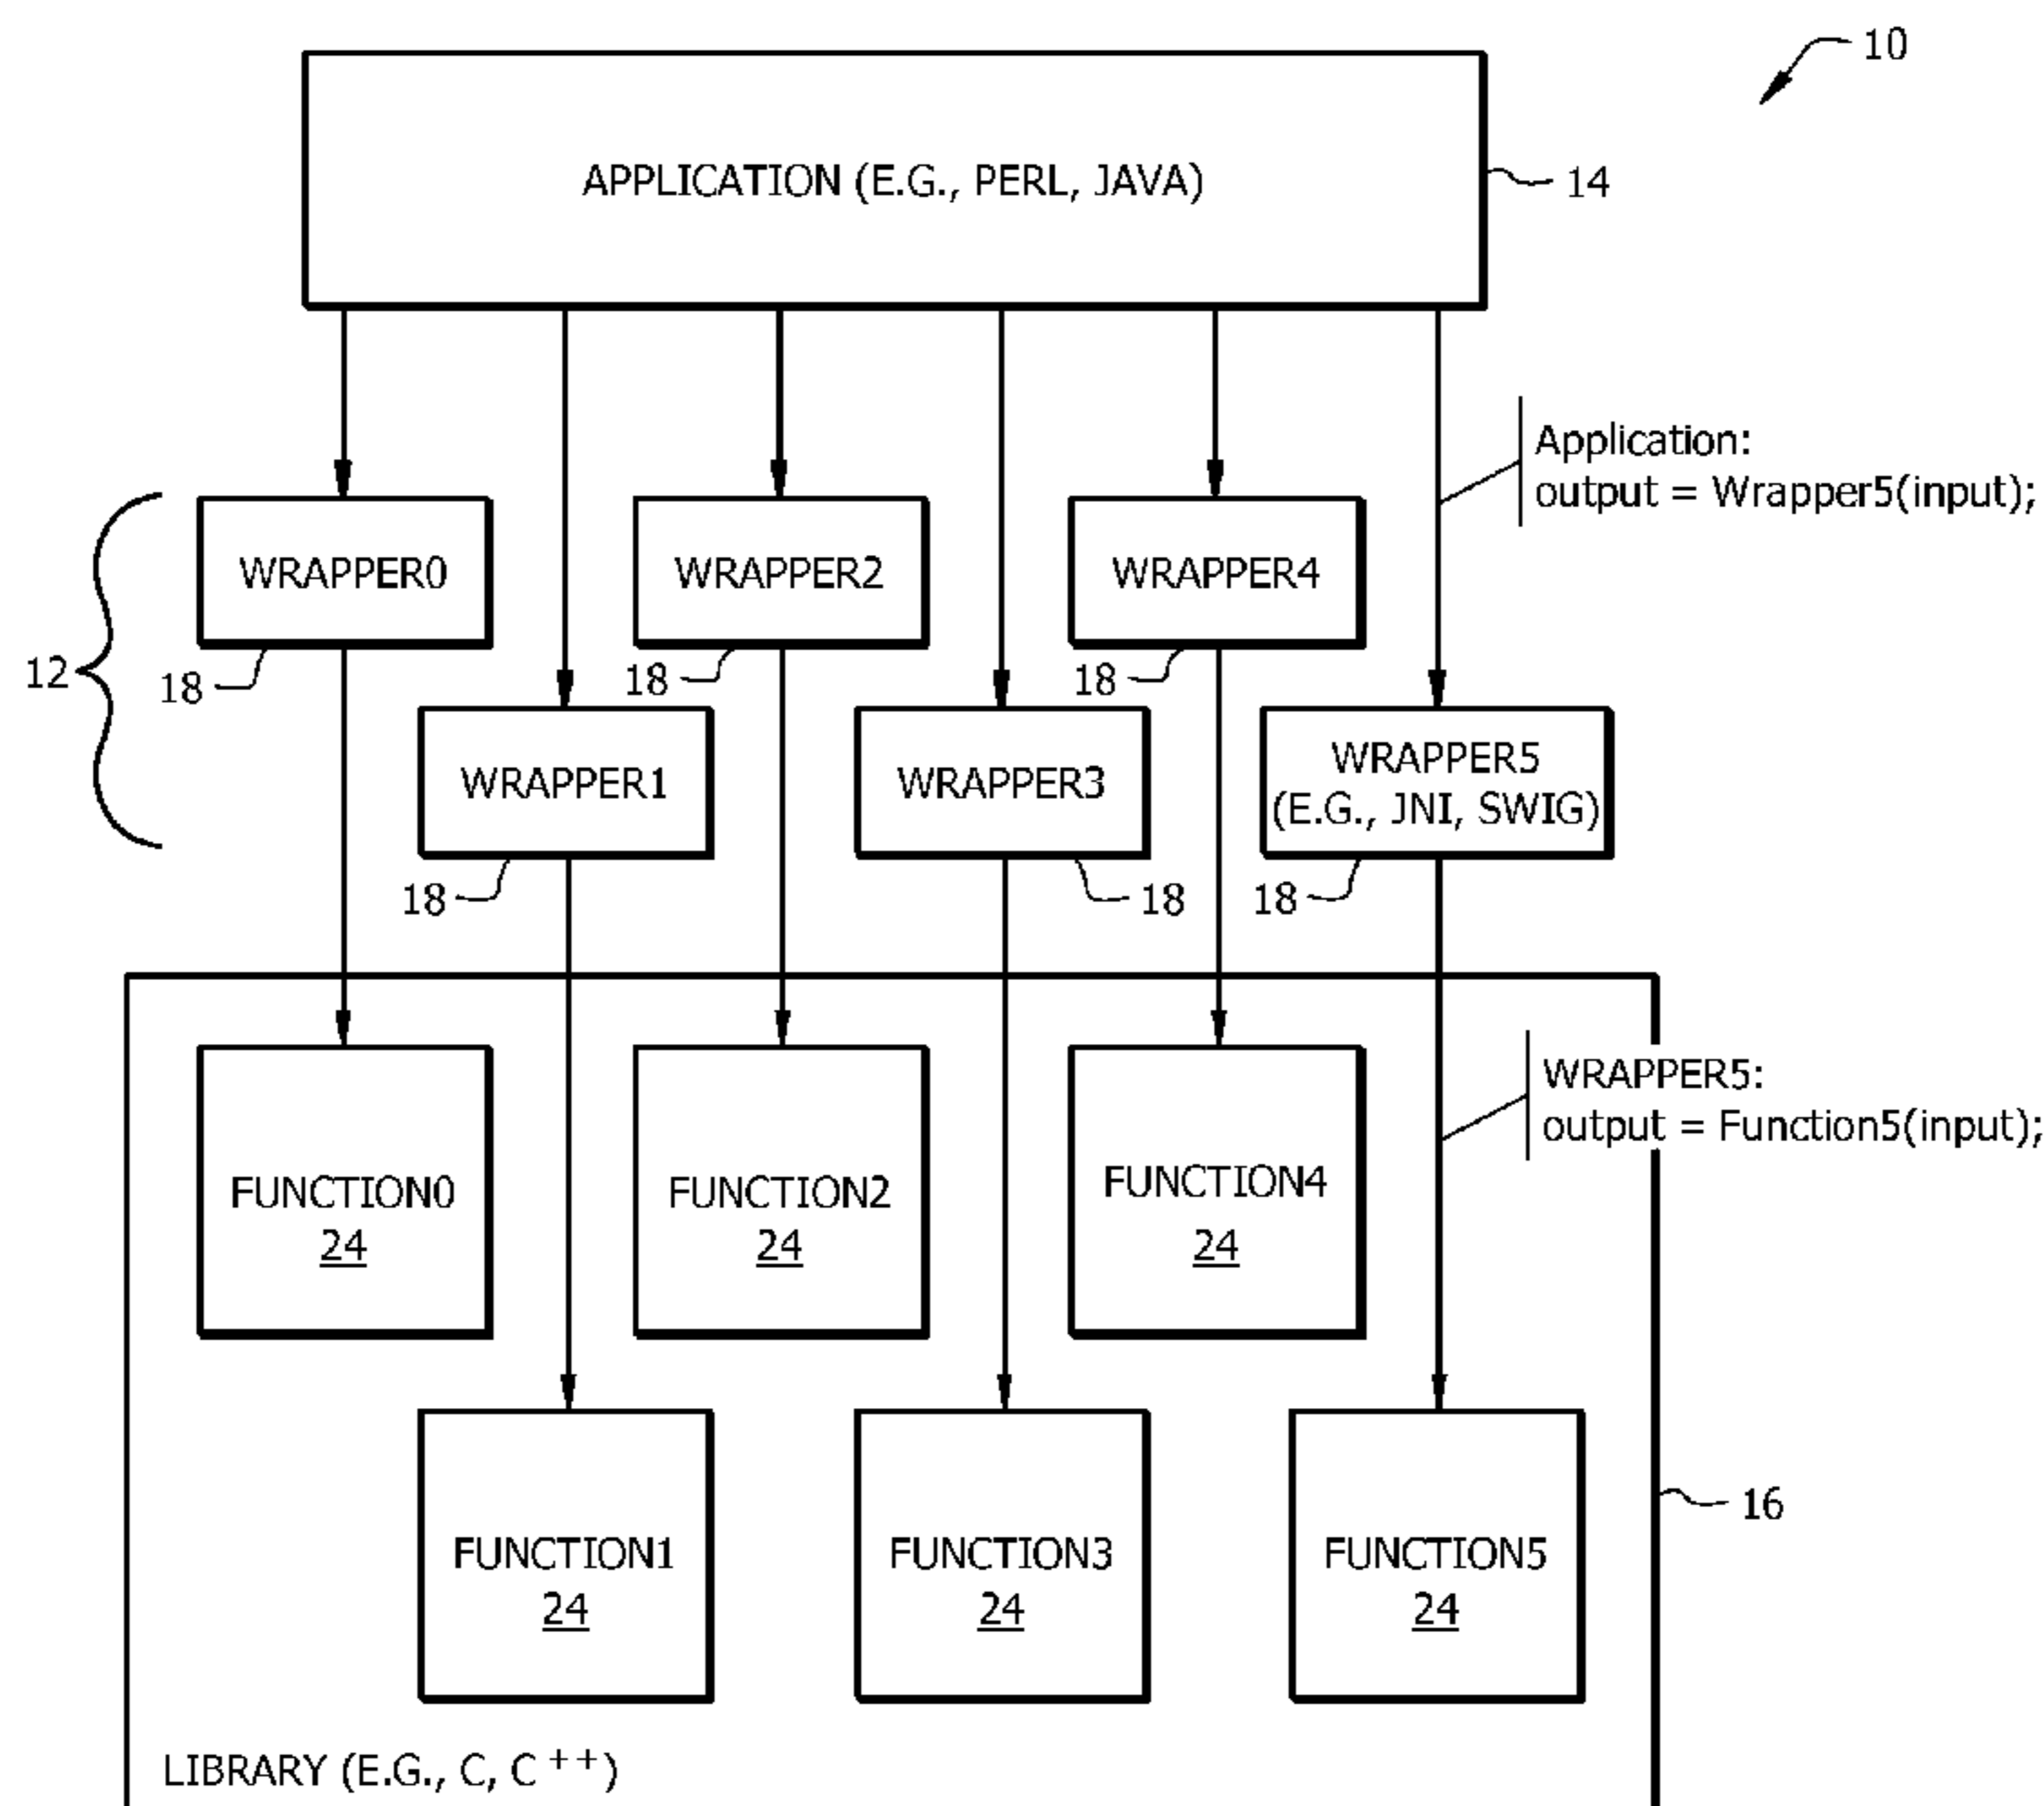 10
APPLICATION (E.G., PERL, JAVA)
14
Application:
output = Wrapper5(input);
WRAPPER0
WRAPPER2
WRAPPER4
12
18
18
18
WRAPPER1
WRAPPER3
WRAPPER5
(E.G., JNI, SWIG)
18
18
18
WRAPPER5:
output = Function5(input);
FUNCTION0
24
FUNCTION2
24
FUNCTION4
24
16
FUNCTION1
24
FUNCTION3
24
FUNCTION5
24
LIBRARY (E.G., C, C++)